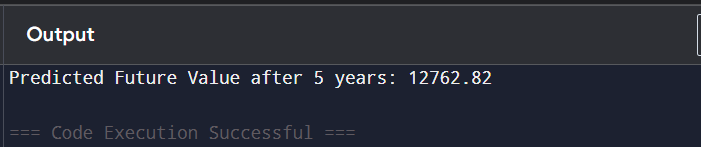 Output
Predicted Future Value after 5 years: 12762.82
=== Code Execution Successful ===